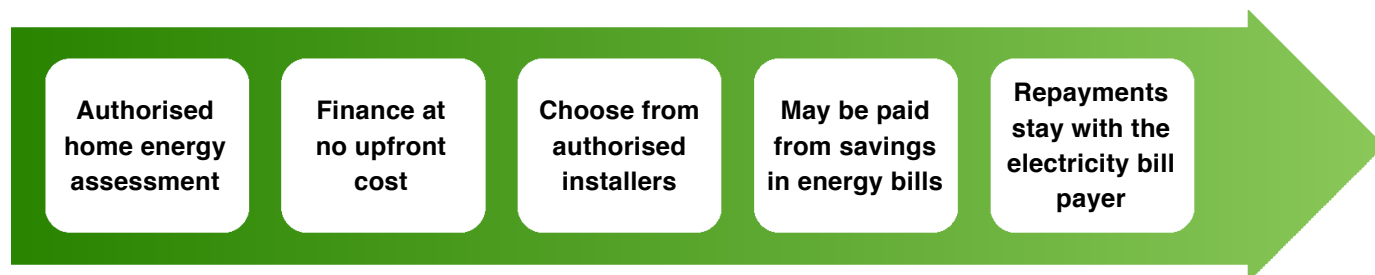 Authorised
home energy
assessment
Finance at
no upfront
cost
Choose from
authorised
installers
May be paid
from savings
in energy bills
Repayments
stay with the
electricity bill
payer